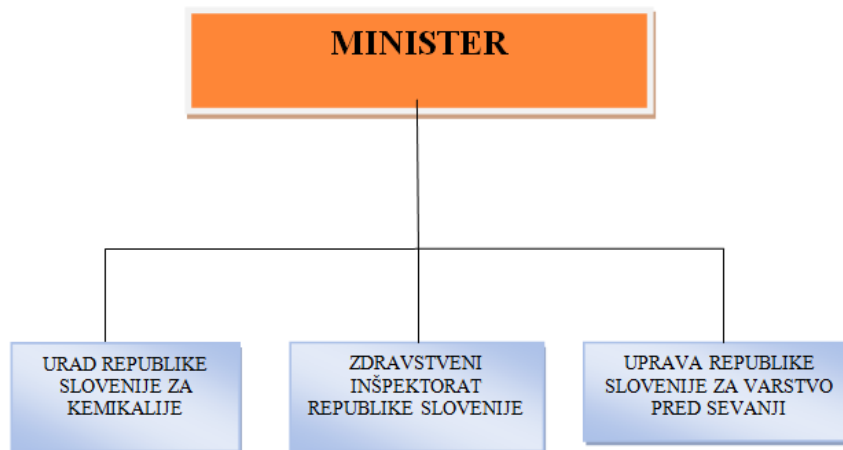 MINISTER
URAD REPUBLIKE
SLOVENIJE ZA
KEMIKALIJE
ZDRAVSTVENI
INŠPEKTORAT
REPUBLIKE SLOVENIJE
UPRAVA REPUBLIKE
SLOVENIJE ZA VARSTVO
PRED SEVANJI